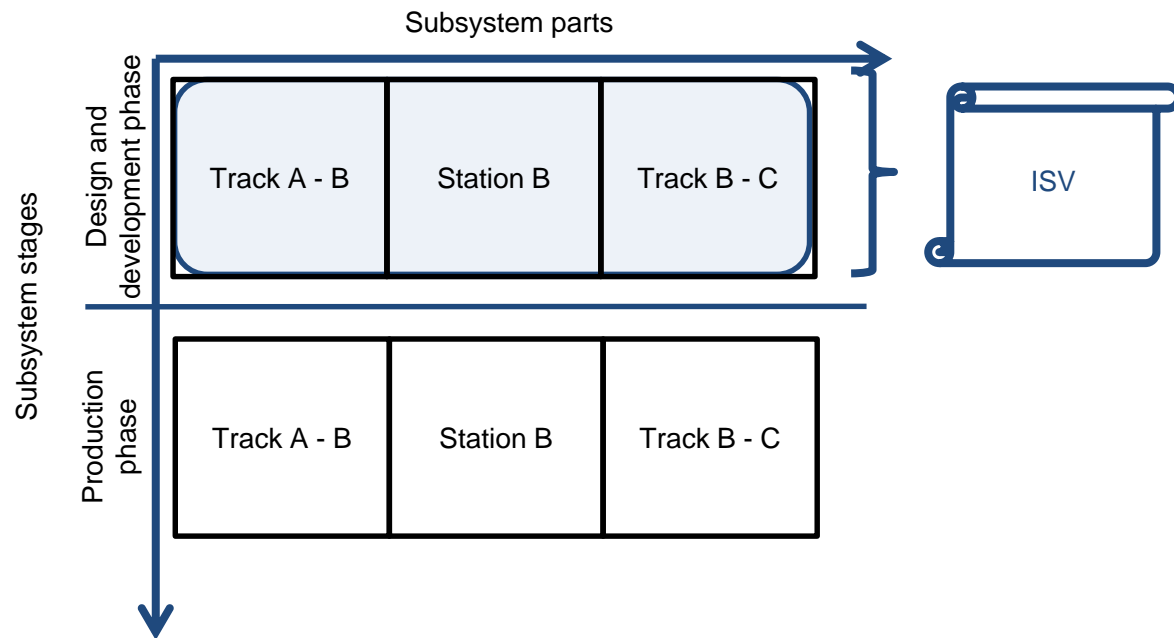 Subsystem parts
Subsystem stages
Design and
development phase
Track A - B
Station B
Track B - C
ISV
Production
phase
Track A - B
Station B
Track B - C